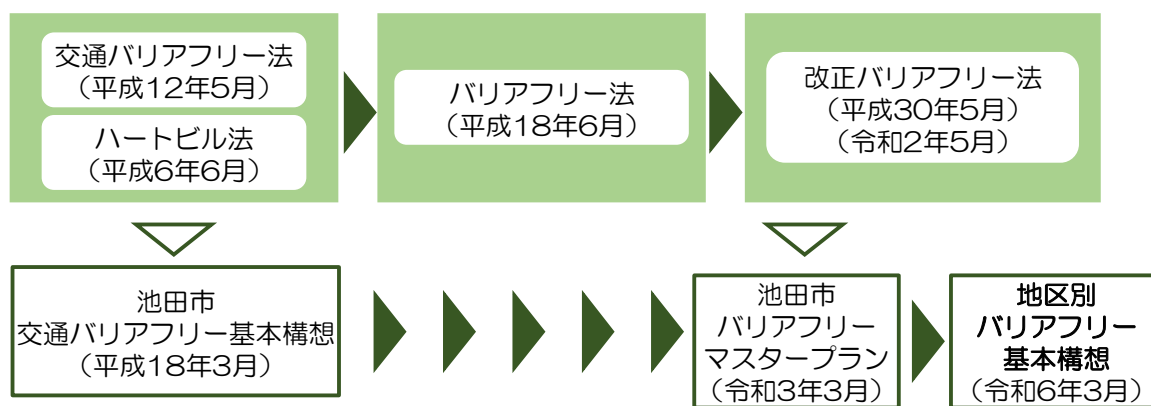 交通バリアフリー法
（平成12年5月）
ハートビル法
（平成6年6月）
バリアフリー法
（平成18年6月）
改正バリアフリー法
（平成30年5月）
（令和2年5月）
池田市
交通バリアフリー基本構想
（平成18年3月）
池田市
バリアフリー
マスタープラン
（令和3年3月）
地区別
バリアフリー
基本構想
（令和6年3月）